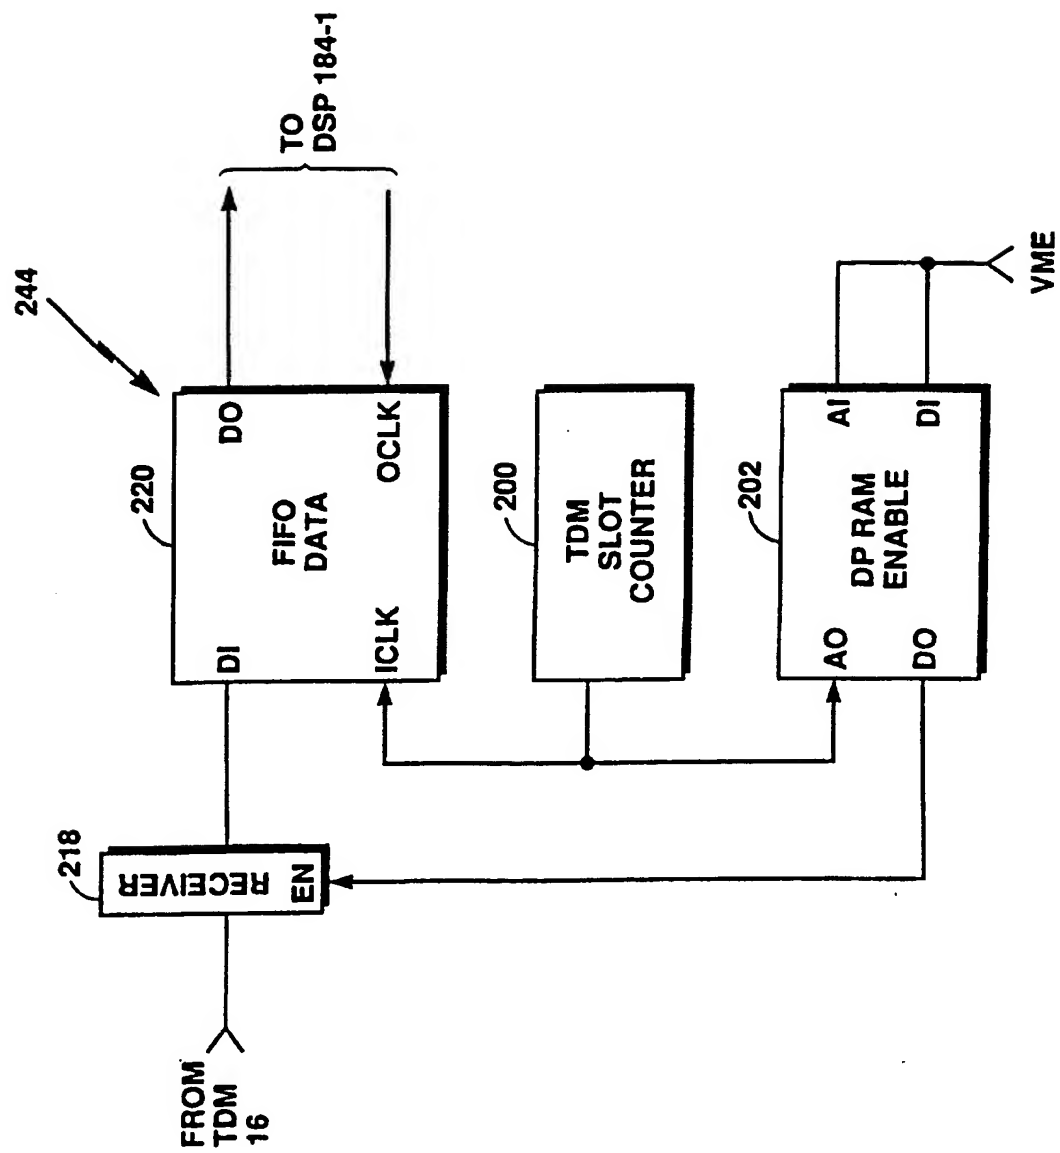 244
TO
DSP 184-1
220
DO
OCLK
FIFO
DATA
DI
ICLK
200
TDM
SLOT
COUNTER
202
AI
DI
DP RAM
ENABLE
AO
DO
VME
218
RECEIVER
EN
FROM
TDM
16